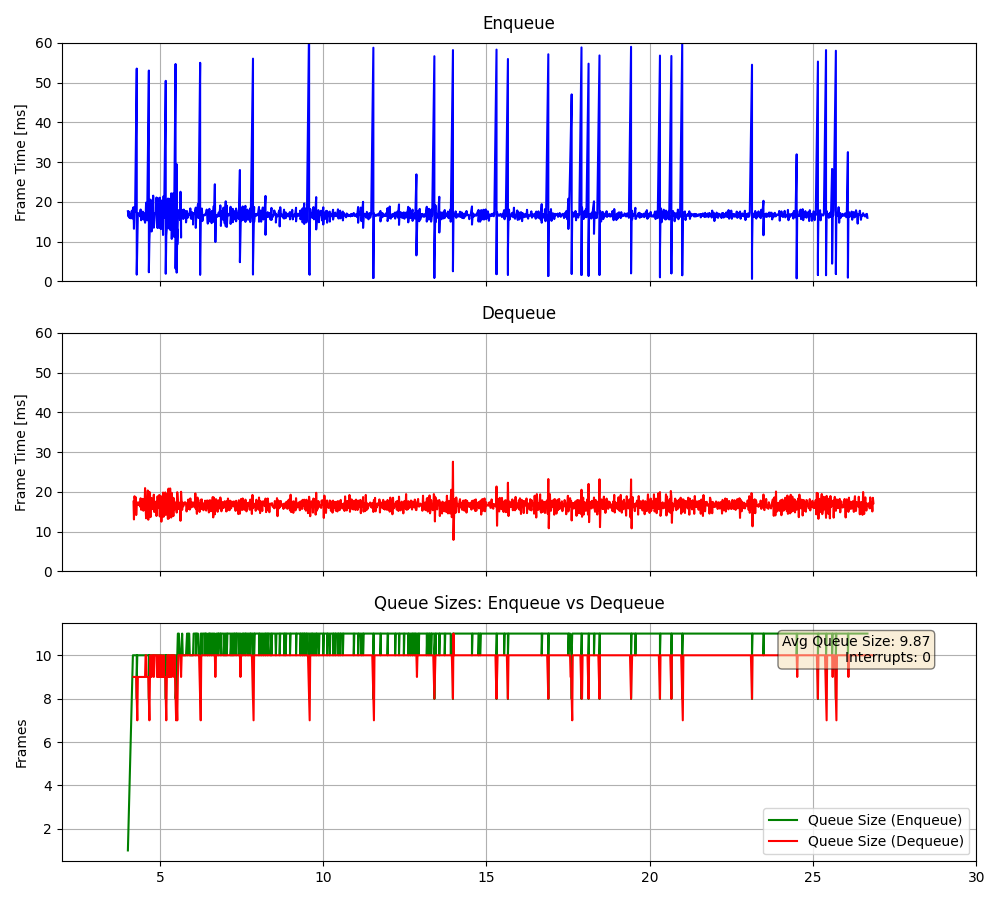 Enqueue
Frame Time [ms]
60
50
40
30
20
10
0
Dequeue
Frame Time [ms]
60
50
40
30
20
10
0
Queue Sizes: Enqueue vs Dequeue
Frames
10
8
6
4
2
Avg Queue Size: 9.87
Interrupts: 0
Queue Size (Enqueue)
Queue Size (Dequeue)
5 10 15 20 25 30